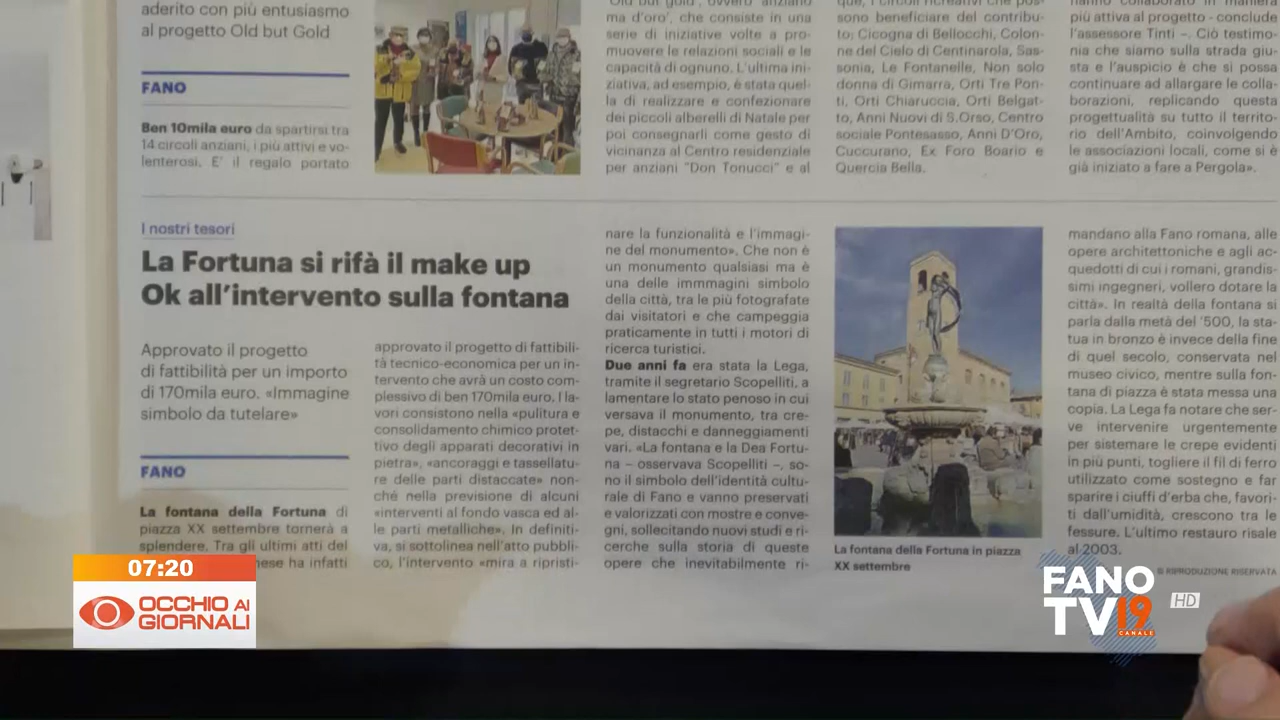 aderito con più entusiasmo
al progetto Old but Gold
FANO
Ben 10mila euro da spartirsi tra
14 circoli anziani, i più attivi e vo-
lenterosi. E' il regalo portato
'Old but gold', ovvero 'anziano
ma d'oro', che consiste in una
serie di iniziative volte a pro-
muovere le relazioni sociali e le
capacità di ognuno. L'ultima ini-
ziativa, ad esempio, è stata quel-
la di realizzare e confezionare
dei piccoli alberelli di Natale per
poi consegnarli come gesto di
vicinanza al Centro residenziale
per anziani "Don Tonucci" e al
que, i circoli ricreativi che pos-
sono beneficiare del contribu-
to: Cicogna di Bellocchi, Colon-
ne del Cielo di Centinarola, Sas-
sonia, Le Fontanelle, Non solo
donna di Gimarra, Orti Tre Pon-
ti, Orti Chiaruccia, Orti Belgat-
to, Anni Nuovi di S.Orso, Centro
sociale Pontesasso, Anni D'Oro,
Cuccurano, Ex Foro Boario e
Quercia Bella.
hanno collaborato in maniera
più attiva al progetto - conclude
l'assessore Tinti –. Ciò testimo-
nia che siamo sulla strada giu-
sta e l'auspicio è che si possa
continuare ad allargare le colla-
borazioni, replicando questa
progettualità su tutto il territo-
rio dell'Ambito, coinvolgendo
le associazioni locali, come si è
già iniziato a fare a Pergola».
I nostri tesori
La Fortuna si rifà il make up
Ok all'intervento sulla fontana
Approvato il progetto
di fattibilità per un importo
di 170mila euro. «Immagine
simbolo da tutelare»
FANO
La fontana della Fortuna di
piazza XX settembre tornerà a
splendere. Tra gli ultimi atti del
nese ha infatti
approvato il progetto di fattibili-
tà tecnico-economica per un in-
tervento che avrà un costo com-
plessivo di ben 170mila euro. I la-
vori consistono nella «pulitura e
consolidamento chimico protet-
tivo degli apparati decorativi in
pietra», «ancoraggi e tassellatu-
re delle parti distaccate» non-
ché nella previsione di alcuni
«interventi al fondo vasca ed al-
le parti metalliche». In definiti-
va, si sottolinea nell'atto pubbli-
co, l'intervento «mira a ripristi-
nare la funzionalità e l'immagi-
ne del monumento». Che non è
un monumento qualsiasi ma è
una delle immmagini simbolo
della città, tra le più fotografate
dai visitatori e che campeggia
praticamente in tutti i motori di
ricerca turistici.
Due anni fa era stata la Lega,
tramite il segretario Scopelliti, a
lamentare lo stato penoso in cui
versava il monumento, tra cre-
pe, distacchi e danneggiamenti
vari. «La fontana e la Dea Fortu-
na – osservava Scopelliti –, so-
no il simbolo dell'identità cultu-
rale di Fano e vanno preservati
e valorizzati con mostre e conve-
gni, sollecitando nuovi studi e ri-
cerche sulla storia di queste
opere che inevitabilmente ri-
La fontana della Fortuna in piazza
XX settembre
mandano alla Fano romana, alle
opere architettoniche e agli ac-
quedotti di cui i romani, grandis-
simi ingegneri, vollero dotare la
città». In realtà della fontana si
parla dalla metà del '500, la sta-
tua in bronzo è invece della fine
di quel secolo, conservata nel
museo civico, mentre sulla fon-
tana di piazza è stata messa una
copia. La Lega fa notare che ser-
ve intervenire urgentemente
per sistemare le crepe evidenti
in più punti, togliere il fil di ferro
utilizzato come sostegno e far
sparire i ciuffi d'erba che, favori-
ti dall'umidità, crescono tra le
fessure. L'ultimo restauro risale
al 2003.
© RIPRODUZIONE RISERVATA
07:20
OCCHIO AI
GIORNALI
FANO
TV 19
CANALE
HD